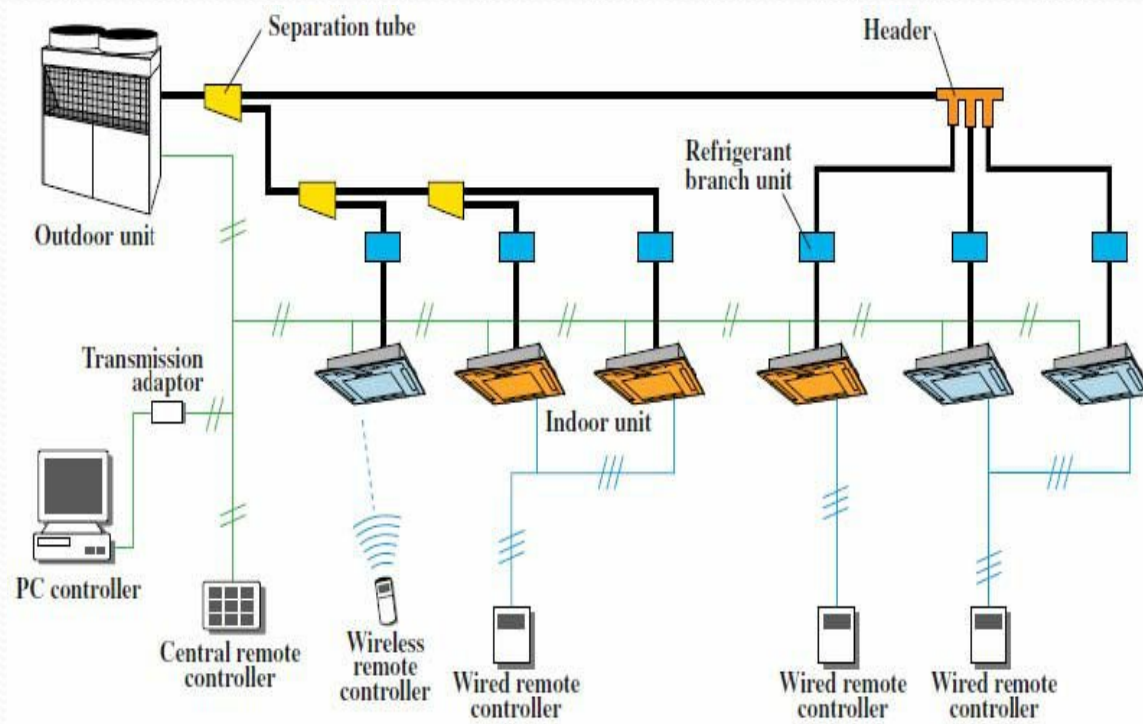 Separation tube
Header
Refrigerant
branch unit
Outdoor unit
Transmission
adaptor
Indoor unit
PC controller
Central remote
controller
Wireless
remote
controller
Wired remote
controller
Wired remote
controller
Wired remote
controller